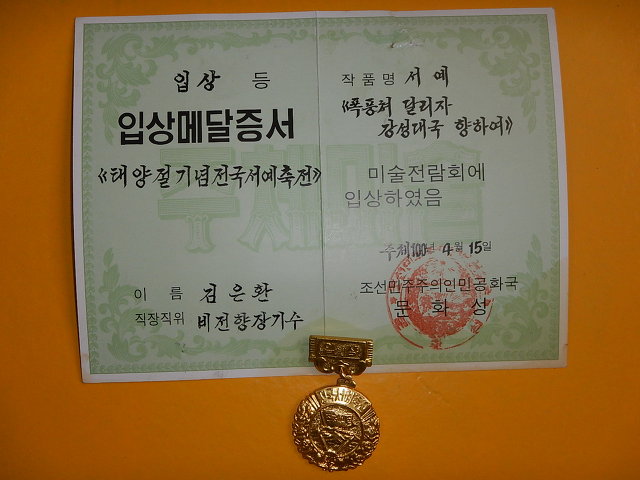 입상 등
입상메달증서
《태양절기념전국서예축전》
이 름 김은환
직장직위 비전향장기수
작품명 서예
《폭풍쳐 달리자
강성대국 향하여》
미술전람회에
입상하였음
주체100년 4월 15일
조선민주주의인민공화국
문화상